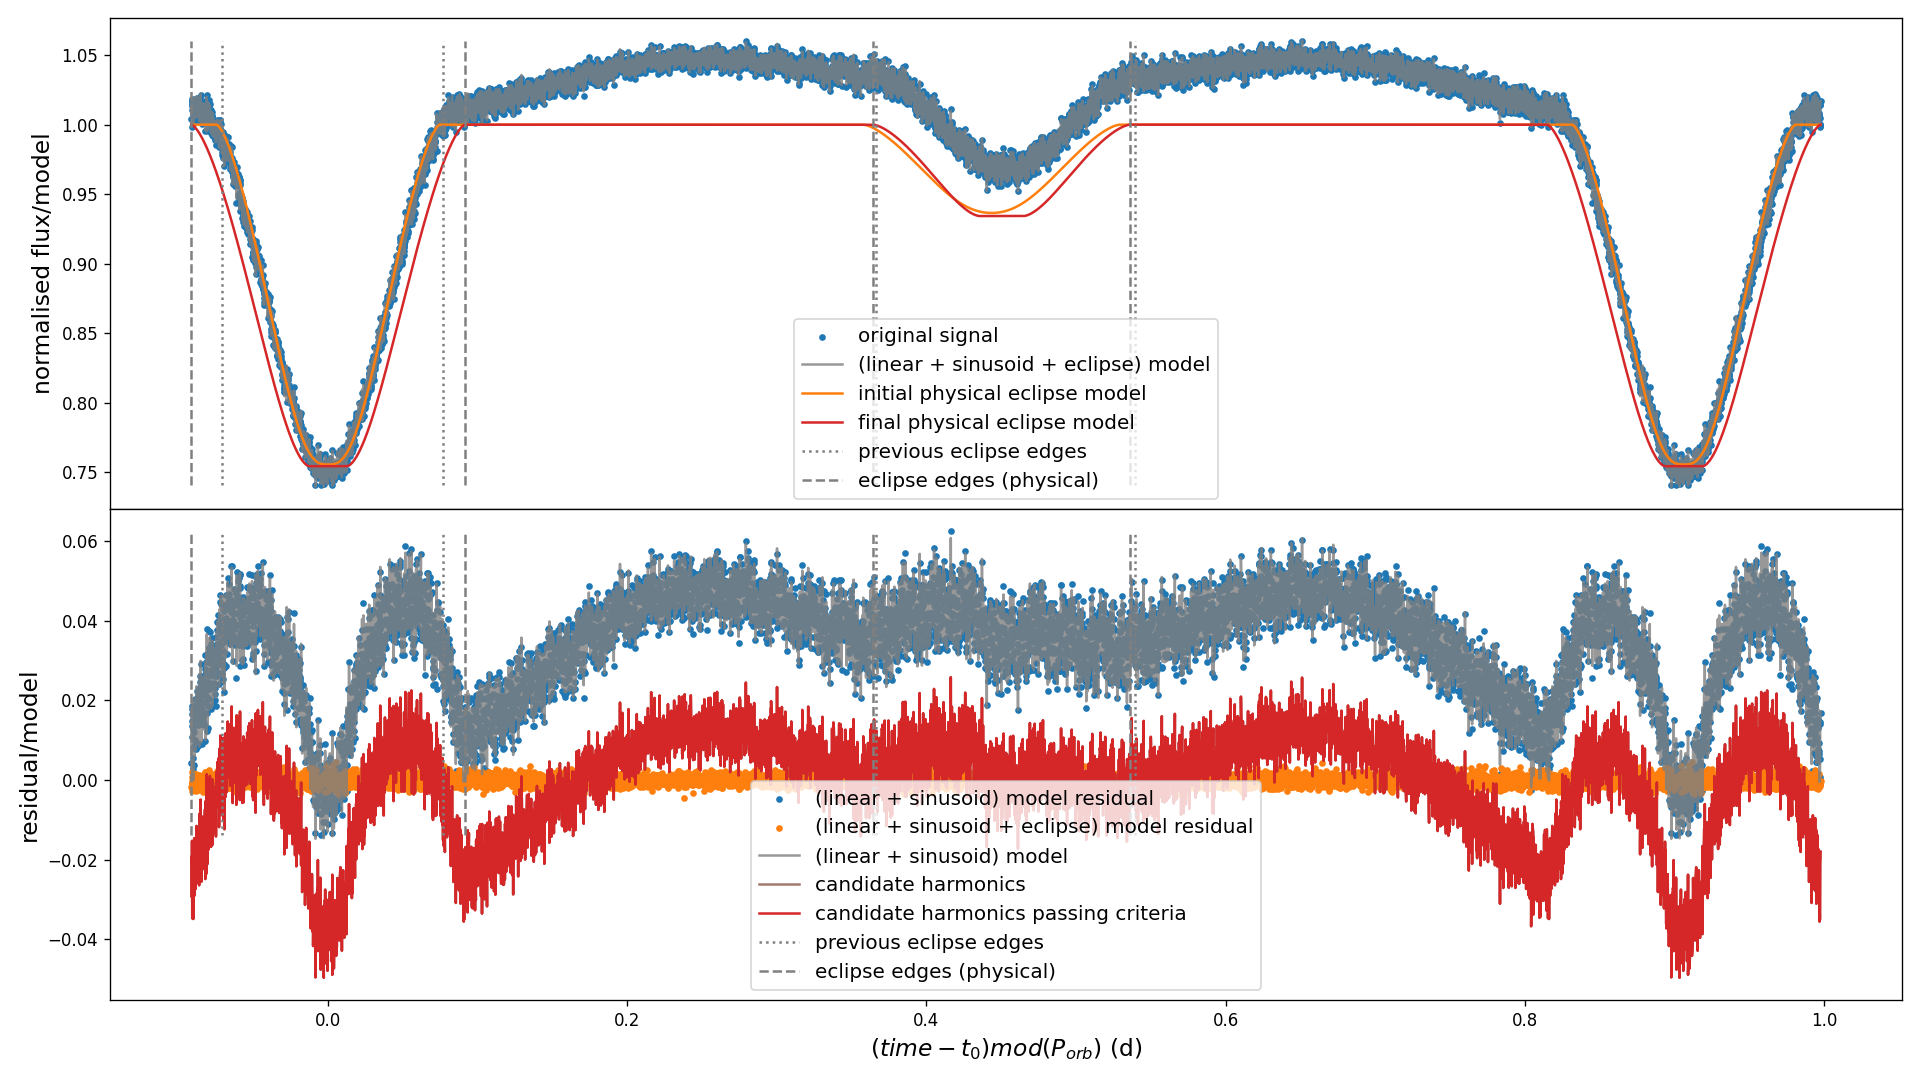 1.05
1.00
0.95
0.90
0.85
0.80
0.75
normalised flux/model
original signal
(linear + sinusoid + eclipse) model
initial physical eclipse model
final physical eclipse model
previous eclipse edges
eclipse edges (physical)
0.06
0.04
0.02
0.00
−0.02
−0.04
residual/model
(linear + sinusoid) model residual
(linear + sinusoid + eclipse) model residual
(linear + sinusoid) model
candidate harmonics
candidate harmonics passing criteria
previous eclipse edges
eclipse edges (physical)
0.0 0.2 0.4 0.6 0.8 1.0
(time − t₀)mod(P_orb) (d)